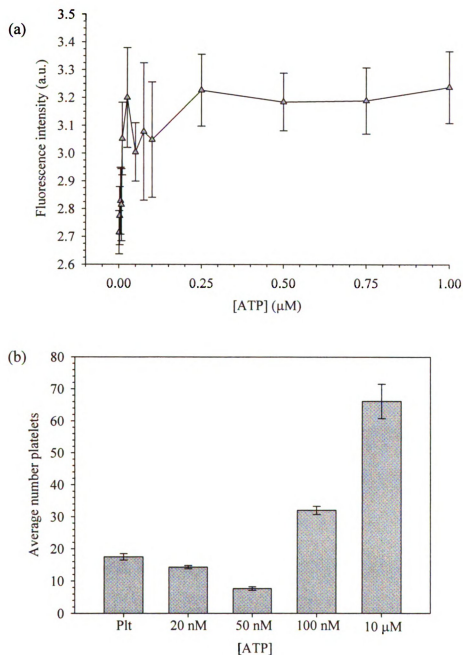 (a)
Fluorescence intensity (a.u.)
3.5
3.4
3.3
3.2
3.1
3.0
2.9
2.8
2.7
2.6
0.00 0.25 0.50 0.75 1.00
[ATP] (μM)
(b)
Average number platelets
80
70
60
50
40
30
20
10
0
Plt 20 nM 50 nM 100 nM 10 μM
[ATP]